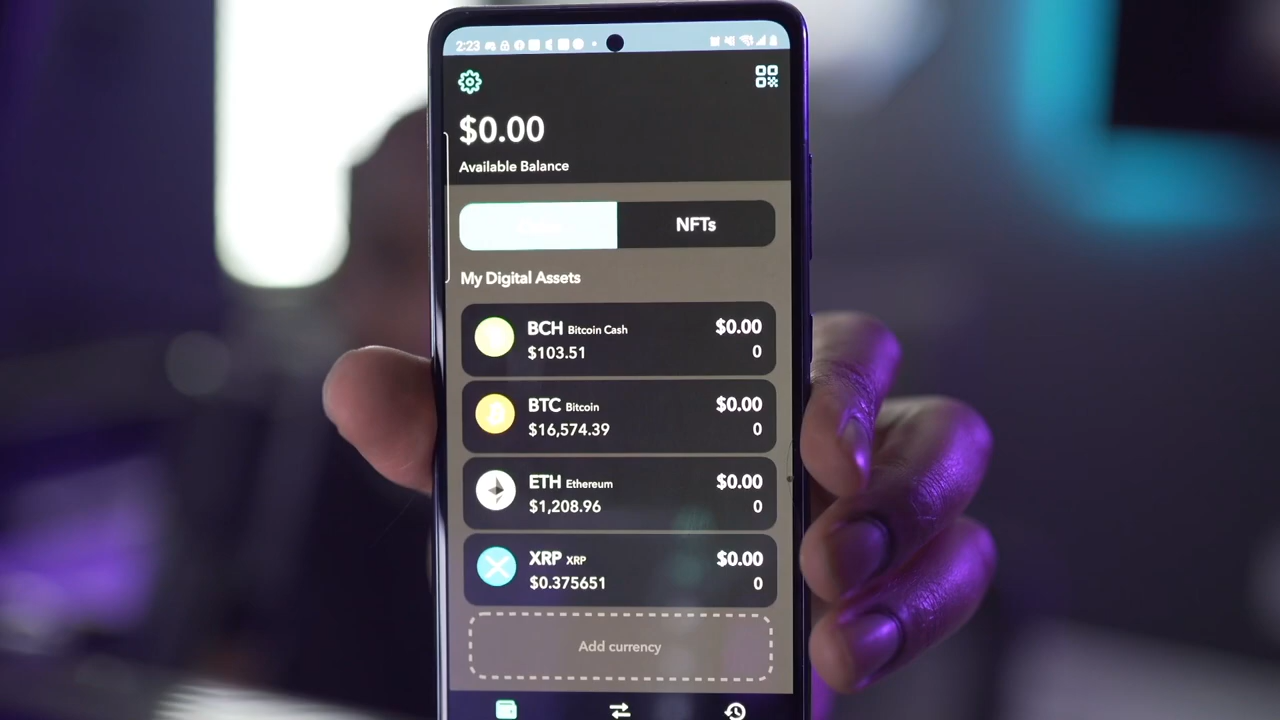 2:23
$0.00
Available Balance
NFTs
My Digital Assets
BCH Bitcoin Cash $0.00
$103.51 0
BTC Bitcoin $0.00
$16,574.39 0
ETH Ethereum $0.00
$1,208.96 0
XRP XRP $0.00
$0.375651 0
Add currency